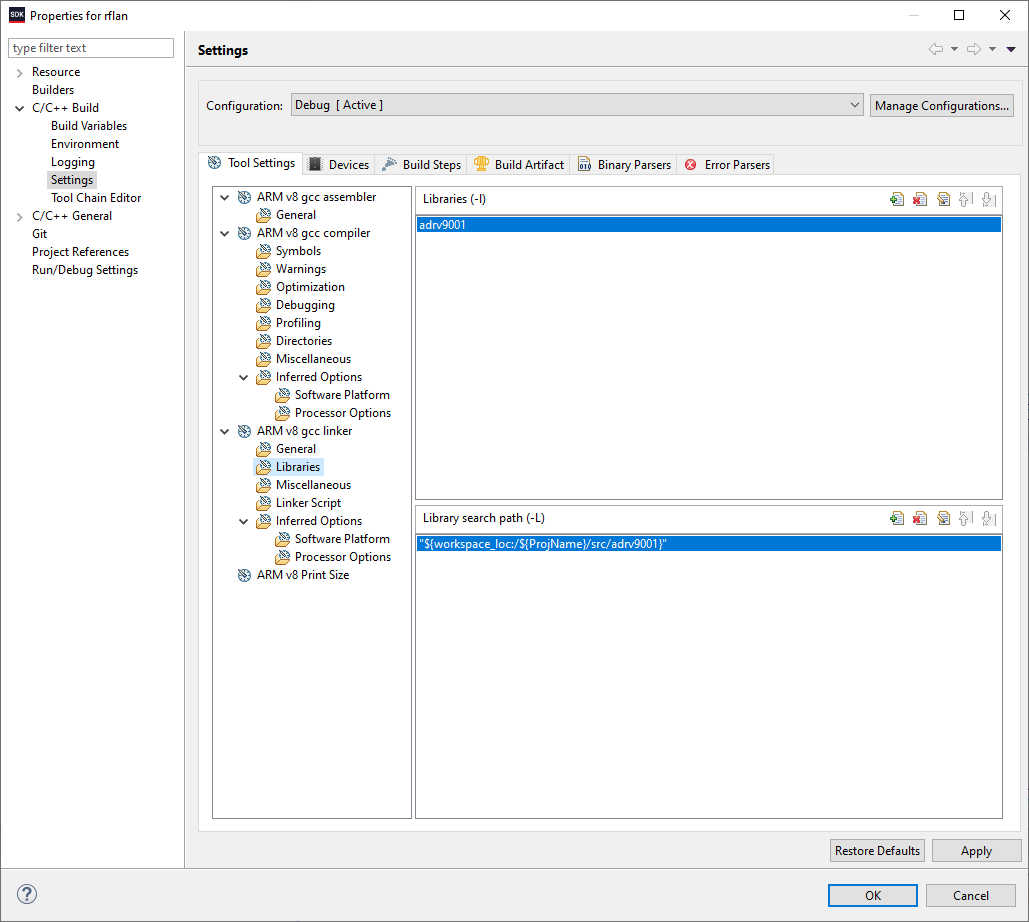 SDK Properties for rflan
type filter text
Resource
Builders
C/C++ Build
Build Variables
Environment
Logging
Settings
Tool Chain Editor
C/C++ General
Git
Project References
Run/Debug Settings
Settings
Configuration: Debug [ Active ] Manage Configurations...
Tool Settings Devices Build Steps Build Artifact Binary Parsers Error Parsers
ARM v8 gcc assembler
General
ARM v8 gcc compiler
Symbols
Warnings
Optimization
Debugging
Profiling
Directories
Miscellaneous
Inferred Options
Software Platform
Processor Options
ARM v8 gcc linker
General
Libraries
Miscellaneous
Linker Script
Inferred Options
Software Platform
Processor Options
ARM v8 Print Size
Libraries (-l)
adrv9001
Library search path (-L)
"${workspace_loc:/${ProjName}/src/adrv9001}"
Restore Defaults Apply
? OK Cancel